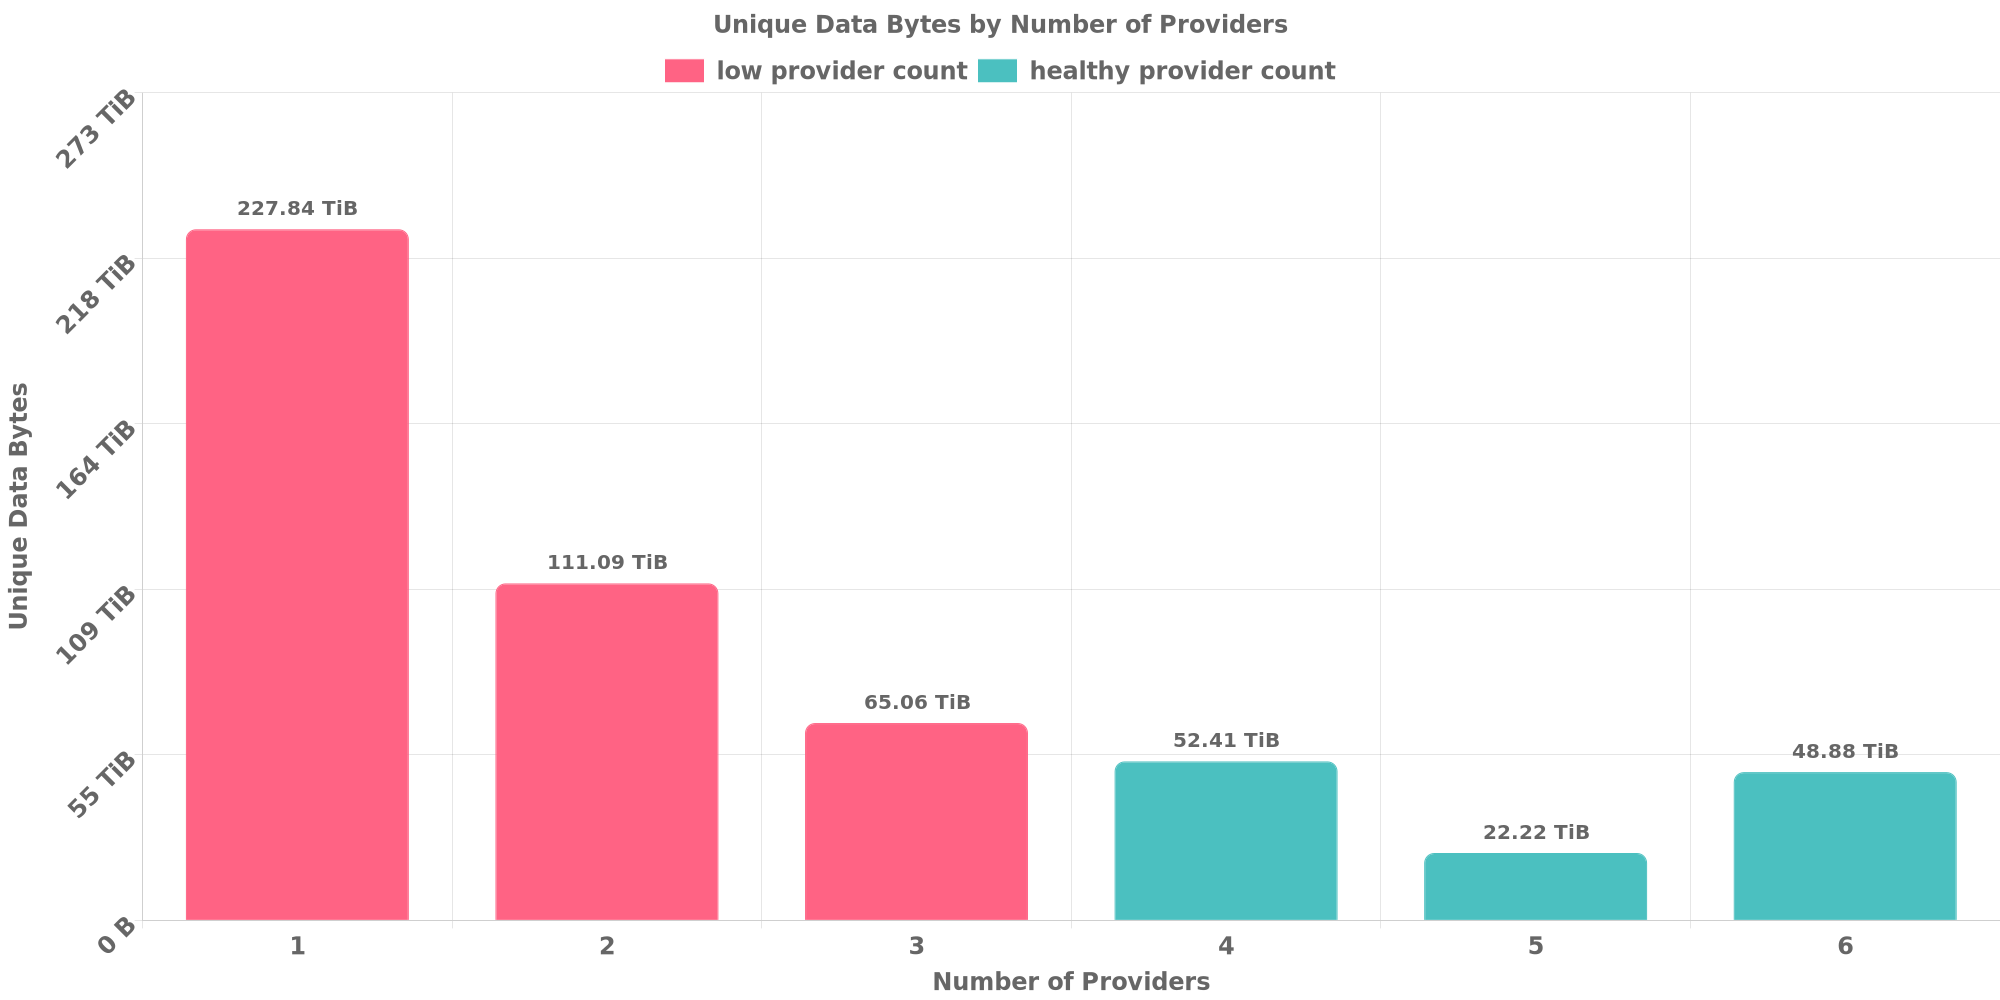 Unique Data Bytes by Number of Providers
low provider count healthy provider count
273 TiB
218 TiB
164 TiB
109 TiB
55 TiB
0 B
Unique Data Bytes
227.84 TiB
111.09 TiB
65.06 TiB
52.41 TiB
22.22 TiB
48.88 TiB
1 2 3 4 5 6
Number of Providers